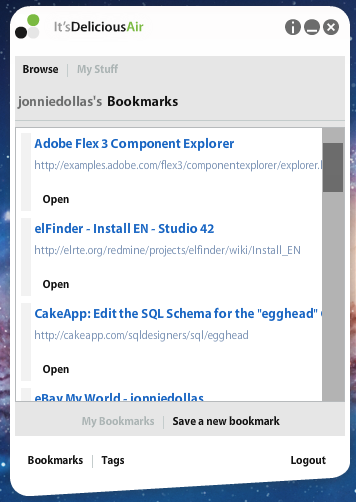 It'sDeliciousAir
Browse My Stuff
jonniedollas's Bookmarks
Adobe Flex 3 Component Explorer
http://examples.adobe.com/flex3/componentexplorer/explorer.
Open
elFinder - Install EN - Studio 42
http://elrte.org/redmine/projects/elfinder/wiki/Install_EN
Open
CakeApp: Edit the SQL Schema for the "egghead"
http://cakeapp.com/sqldesigners/sql/egghead
Open
eBay My World - jonniedollas
My Bookmarks Save a new bookmark
Bookmarks Tags Logout